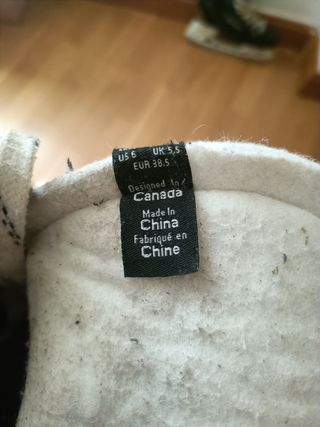 US 6 UK 5,5
EUR 38.5
Designed In /
Canada
Made In
China
Fabriqué en
Chine